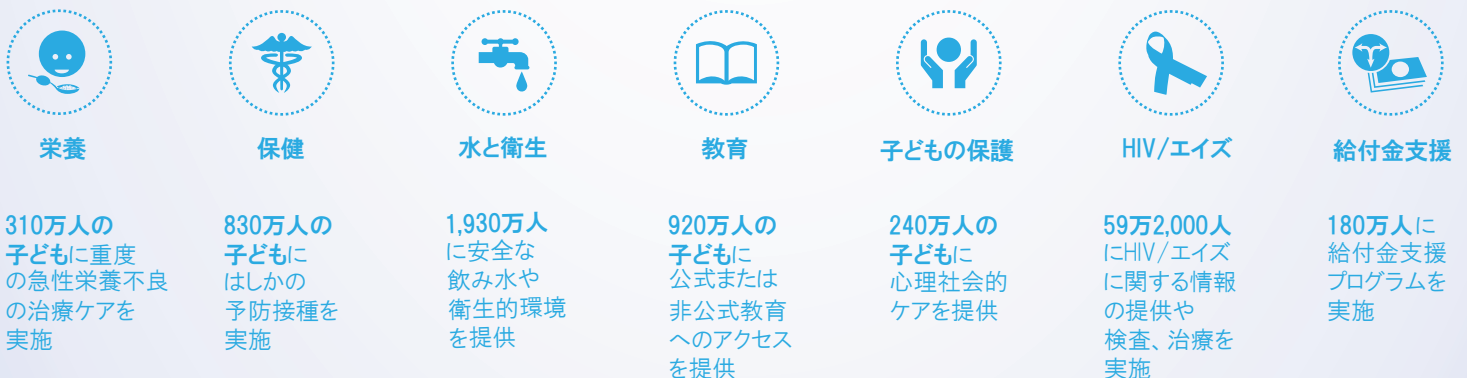 栄養
310万人の
子どもに重度
の急性栄養不良
の治療ケアを
実施
保健
830万人の
子どもに
はしかの
予防接種を
実施
水と衛生
1,930万人
に安全な
飲み水や
衛生的環境
を提供
教育
920万人の
子どもに
公式または
非公式教育
へのアクセス
を提供
子どもの保護
240万人の
子どもに
心理社会的
ケアを提供
HIV/エイズ
59万2,000人
にHIV/エイズ
に関する情報
の提供や
検査、治療を
実施
給付金支援
180万人に
給付金支援
プログラムを
実施